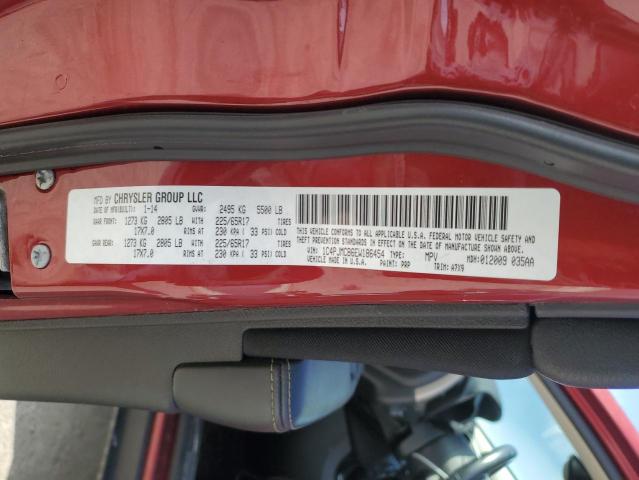 MFD BY CHRYSLER GROUP LLC
DATE OF MFR(BUILT): 1-14 GVWR: 2495 KG 5500 LB
GAWR FRONT: 1273 KG 2805 LB WITH 225/65R17 TIRES
17X7.0 RIMS AT 230 KPA( 33 PSI) COLD
GAWR REAR: 1273 KG 2805 LB WITH 225/65R17 TIRES
17X7.0 RIMS AT 230 KPA( 33 PSI) COLD
THIS VEHICLE CONFORMS TO ALL APPLICABLE U.S.A. FEDERAL MOTOR VEHICLE SAFETY, BUMPER, AND
THEFT PREVENTION STANDARDS IN EFFECT ON THE DATE OF MANUFACTURE SHOWN ABOVE.
VIN: 1C4PJMCB6EW186454 TYPE: MPV MDH: 012009 035AA
VEHICLE MADE IN U.S.A. PAINT: PRP TRIM: A7X9